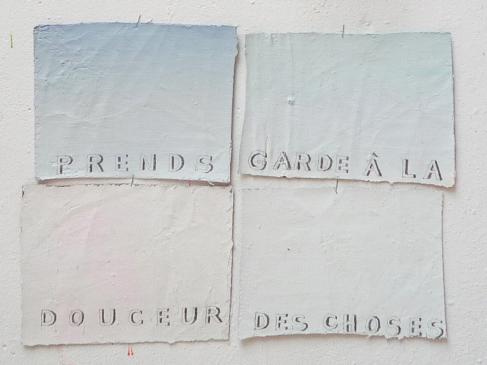 PRENDS
GARDE À LA
DOUCEUR
DES CHOSES